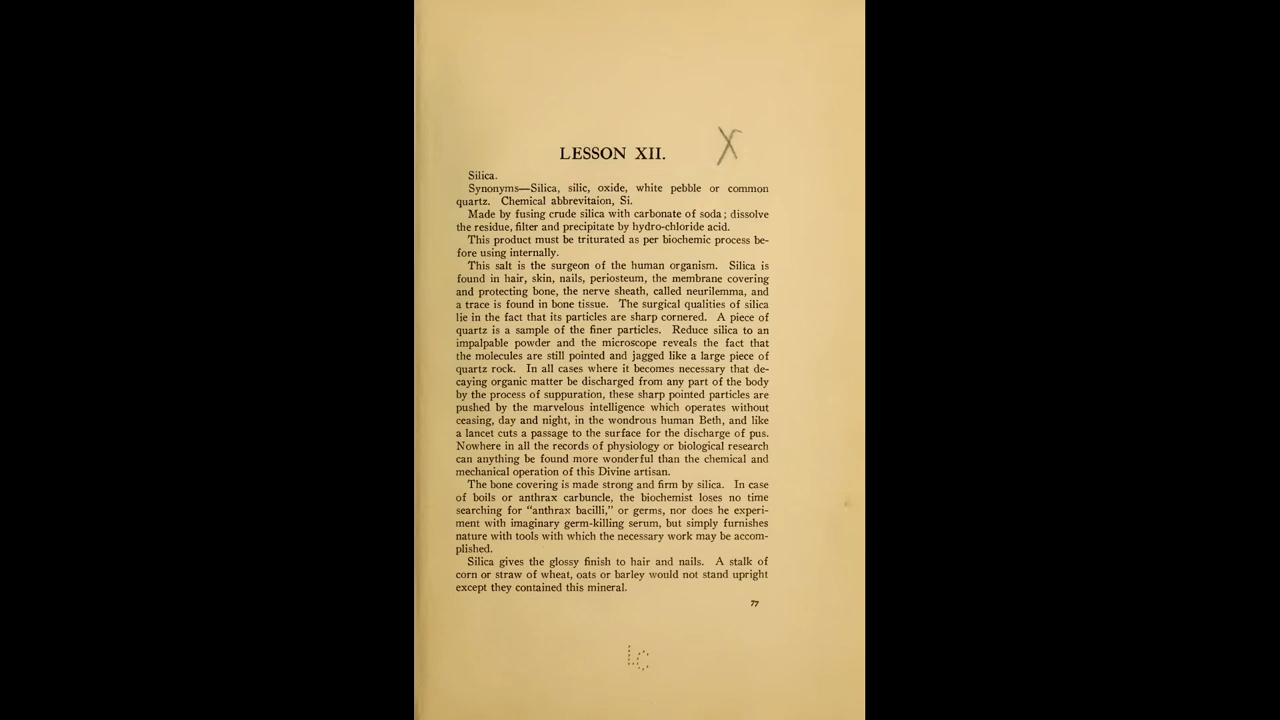 LESSON XII.
X
Silica.
Synonyms—Silica, silic, oxide, white pebble or common
quartz. Chemical abbrevitaion, Si.
Made by fusing crude silica with carbonate of soda; dissolve
the residue, filter and precipitate by hydro-chloride acid.
This product must be triturated as per biochemic process be-
fore using internally.
This salt is the surgeon of the human organism. Silica is
found in hair, skin, nails, periosteum, the membrane covering
and protecting bone, the nerve sheath, called neurilemma, and
a trace is found in bone tissue. The surgical qualities of silica
lie in the fact that its particles are sharp cornered. A piece of
quartz is a sample of the finer particles. Reduce silica to an
impalpable powder and the microscope reveals the fact that
the molecules are still pointed and jagged like a large piece of
quartz rock. In all cases where it becomes necessary that de-
caying organic matter be discharged from any part of the body
by the process of suppuration, these sharp pointed particles are
pushed by the marvelous intelligence which operates without
ceasing, day and night, in the wondrous human Beth, and like
a lancet cuts a passage to the surface for the discharge of pus.
Nowhere in all the records of physiology or biological research
can anything be found more wonderful than the chemical and
mechanical operation of this Divine artisan.
The bone covering is made strong and firm by silica. In case
of boils or anthrax carbuncle, the biochemist loses no time
searching for “anthrax bacilli,” or germs, nor does he experi-
ment with imaginary germ-killing serum, but simply furnishes
nature with tools with which the necessary work may be accom-
plished.
Silica gives the glossy finish to hair and nails. A stalk of
corn or straw of wheat, oats or barley would not stand upright
except they contained this mineral.
77
LC